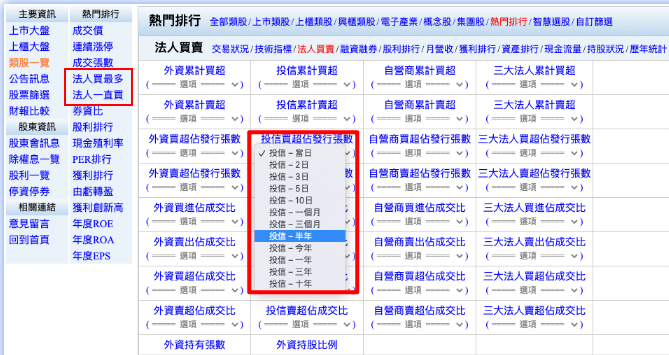 主要資訊 熱門排行
上市大盤 成交價
上櫃大盤 連續漲停
類股一覽 成交張數
公告訊息 法人買最多
股票篩選 法人一直買
財報比較 券資比
股東資訊 股利排行
股東會訊息 現金殖利率
除權息一覽 PER排行
股利一覽 獲利排行
停資停券 由虧轉盈
相關連結 獲利創新高
意見留言 年度ROE
回到首頁 年度ROA
年度EPS
熱門排行 全部類股/上市類股/上櫃類股/興櫃類股/電子產業/概念股/集團股/熱門排行/智慧選股/自訂篩選
法人買賣 交易狀況/技術指標/法人買賣/融資融券/股利排行/月營收/獲利排行/資產排行/現金流量/持股狀況/歷年統計
外資累計買超 投信累計買超 自營商累計買超 三大法人累計買超
(---- 選項 ----) (---- 選項 ----) (---- 選項 ----) (---- 選項 ----)
外資累計賣超 投信累計賣超 自營商累計賣超 三大法人累計賣超
(---- 選項 ----) (---- 選項 ----) (---- 選項 ----) (---- 選項 ----)
外資買超佔發行張數 投信買超佔發行張數 自營商買超佔發行張數 三大法人買超佔發行張數
(---- 選項 ----) ✓ 投信 – 當日 (---- 選項 ----) (---- 選項 ----)
投信 – 2日
外資賣超佔發行張數 投信 – 3日 數 自營商賣超佔發行張數 三大法人賣超佔發行張數
(---- 選項 ----) 投信 – 5日 (---- 選項 ----) (---- 選項 ----)
投信 – 10日
外資買進佔成交比 投信 – 一個月 比 自營商買進佔成交比 三大法人買進佔成交比
(---- 選項 ----) 投信 – 三個月 (---- 選項 ----) (---- 選項 ----)
投信 – 半年
外資賣出佔成交比 投信 – 今年 比 自營商賣出佔成交比 三大法人賣出佔成交比
(---- 選項 ----) 投信 – 一年 (---- 選項 ----) (---- 選項 ----)
外資買超佔成交比 投信 – 三年 比 自營商買超佔成交比 三大法人買超佔成交比
(---- 選項 ----) 投信 – 十年 (---- 選項 ----) (---- 選項 ----)
外資賣超佔成交比 投信賣超佔成交比 自營商賣超佔成交比 三大法人賣超佔成交比
(---- 選項 ----) (---- 選項 ----) (---- 選項 ----) (---- 選項 ----)
外資持有張數 外資持股比例